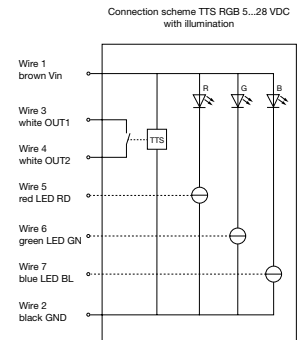 Connection scheme TTS RGB 5...28 VDC
with illumination
Wire 1
brown Vin
R
G
B
Wire 3
white OUT1
TTS
Wire 4
white OUT2
Wire 5
red LED RD
Wire 6
green LED GN
Wire 7
blue LED BL
Wire 2
black GND